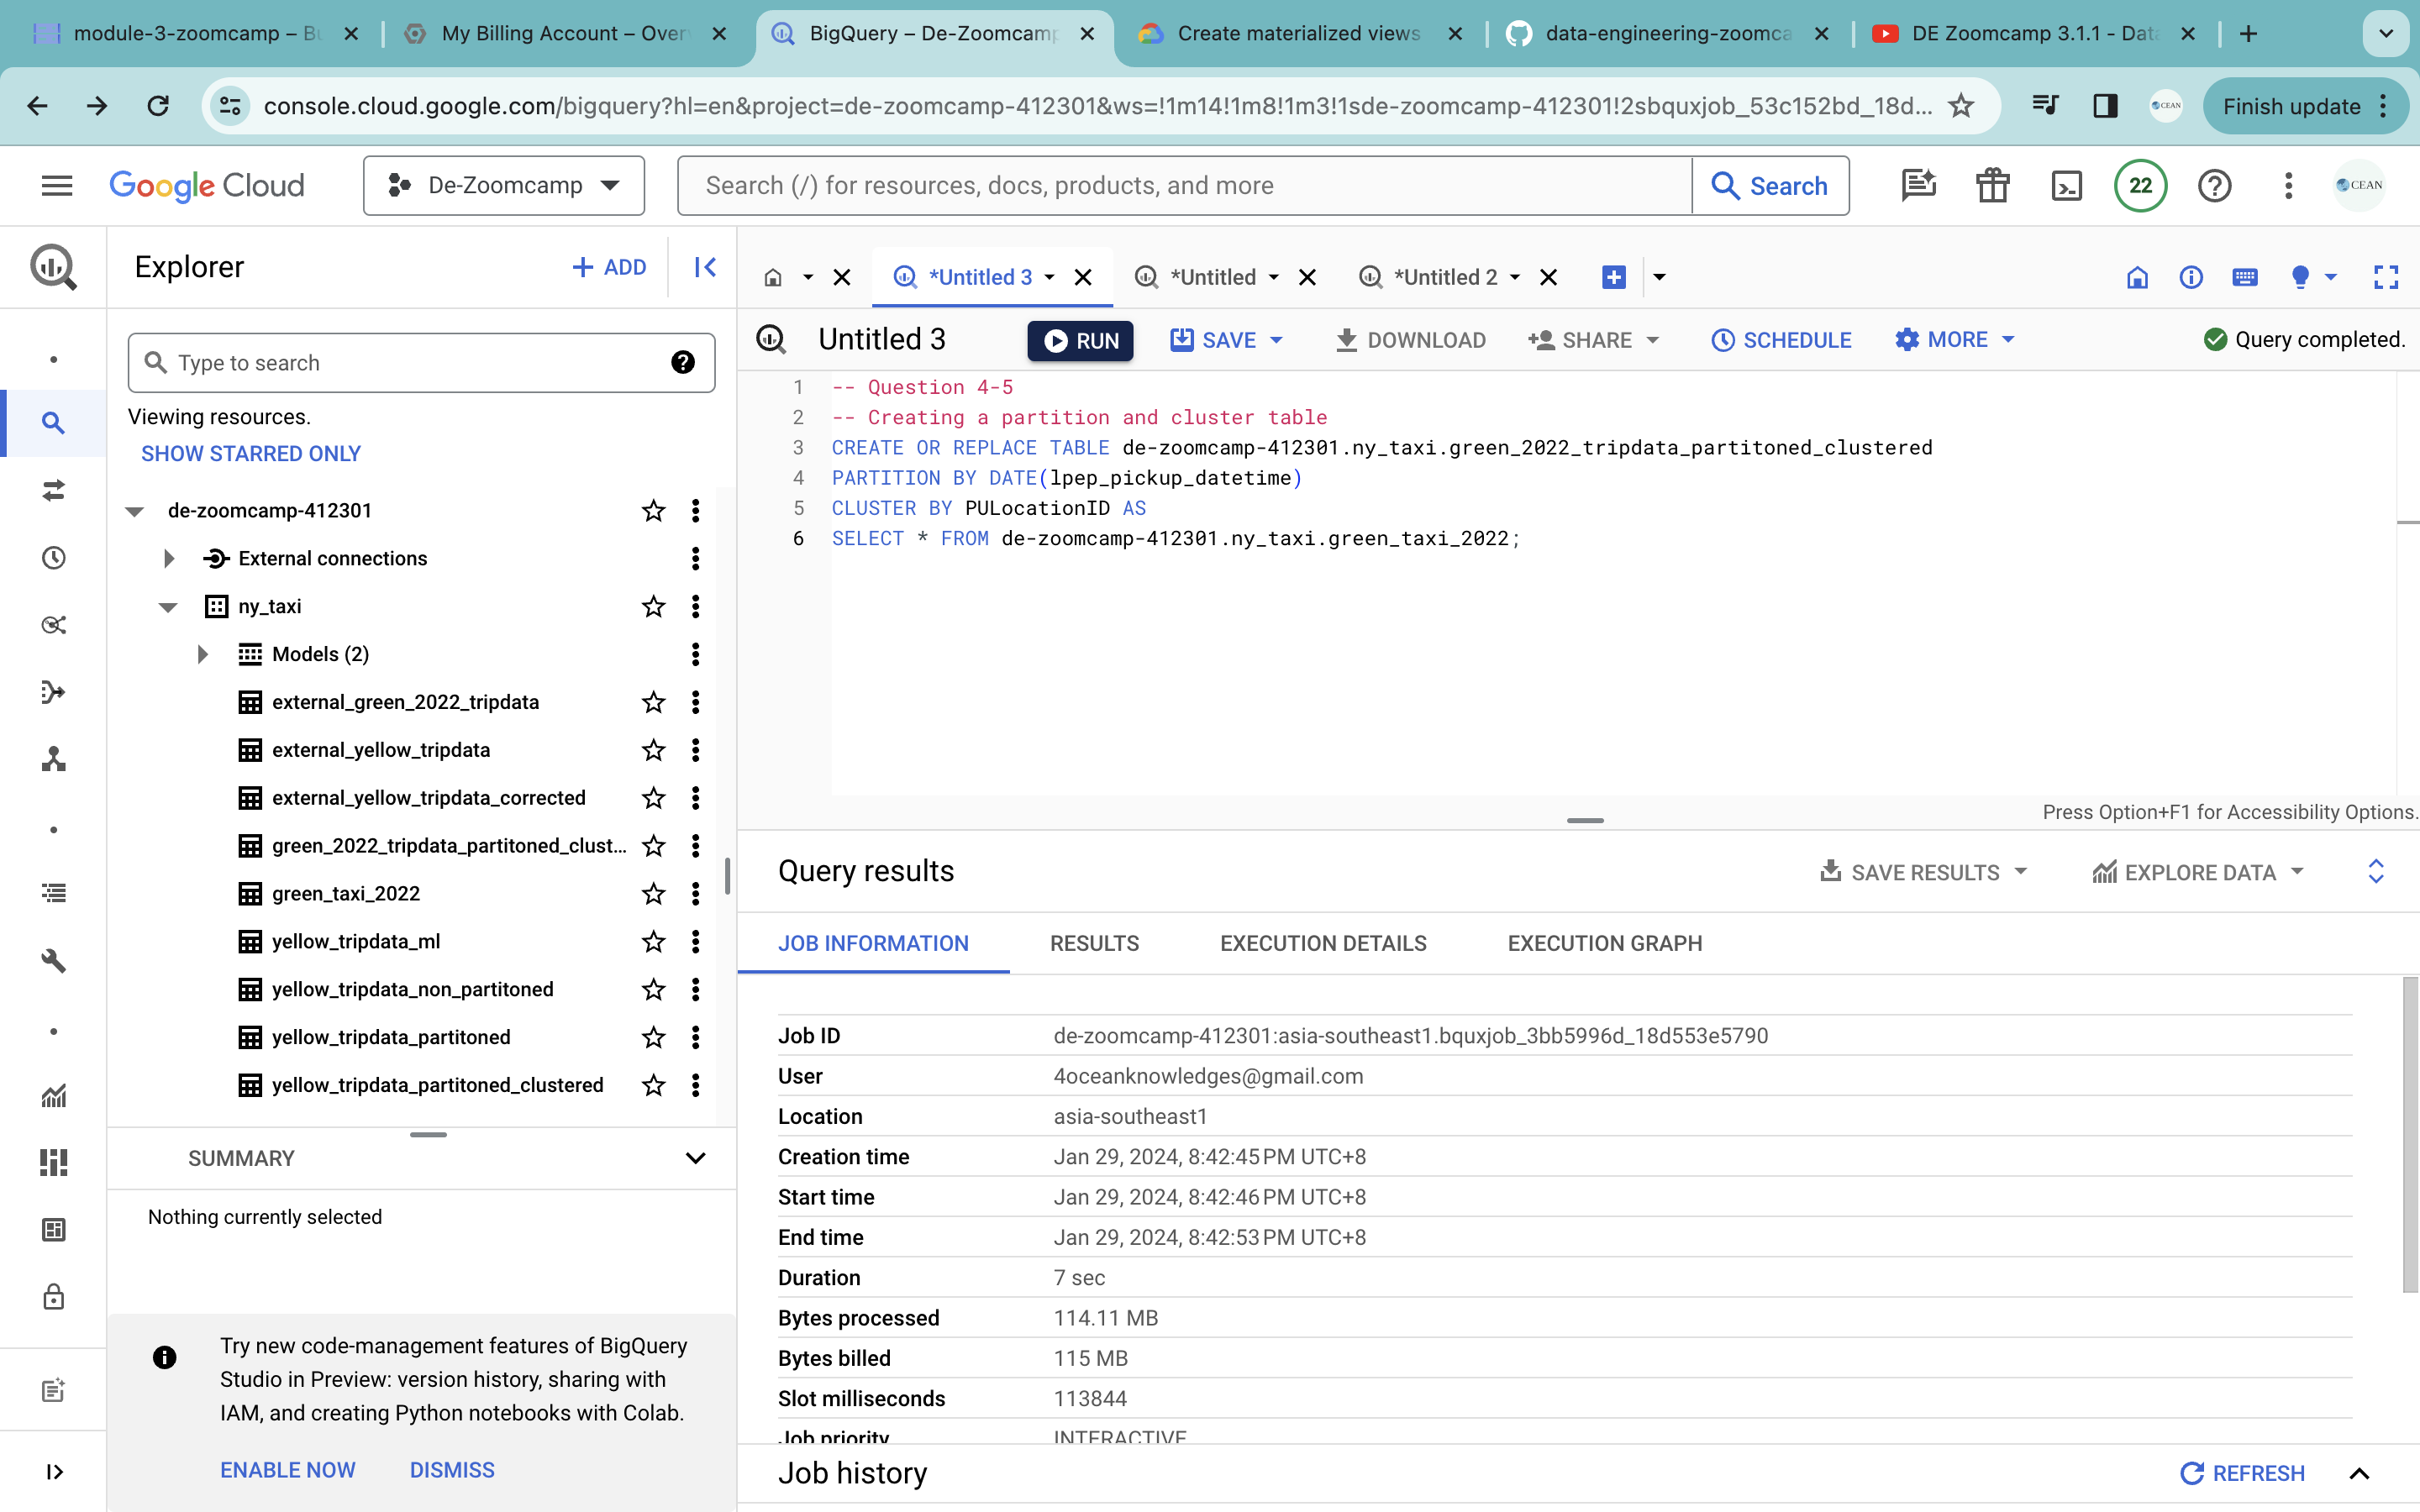 module-3-zoomcamp – Bu
My Billing Account – Over
BigQuery – De-Zoomcamp
Create materialized views
data-engineering-zoomca
DE Zoomcamp 3.1.1 - Data
console.cloud.google.com/bigquery?hl=en&project=de-zoomcamp-412301&ws=!1m14!1m8!1m3!1sde-zoomcamp-412301!2sbquxjob_53c152bd_18d...
CEAN
Finish update
Google Cloud
De-Zoomcamp
Search (/) for resources, docs, products, and more
Search
22
CEAN
Explorer
ADD
Type to search
Viewing resources.
SHOW STARRED ONLY
de-zoomcamp-412301
External connections
ny_taxi
Models (2)
external_green_2022_tripdata
external_yellow_tripdata
external_yellow_tripdata_corrected
green_2022_tripdata_partitoned_clust...
green_taxi_2022
yellow_tripdata_ml
yellow_tripdata_non_partitoned
yellow_tripdata_partitoned
yellow_tripdata_partitoned_clustered
SUMMARY
Nothing currently selected
Try new code-management features of BigQuery
Studio in Preview: version history, sharing with
IAM, and creating Python notebooks with Colab.
ENABLE NOW
DISMISS
*Untitled 3
*Untitled
*Untitled 2
Untitled 3
RUN
SAVE
DOWNLOAD
SHARE
SCHEDULE
MORE
Query completed.
1 -- Question 4-5
2 -- Creating a partition and cluster table
3 CREATE OR REPLACE TABLE de-zoomcamp-412301.ny_taxi.green_2022_tripdata_partitoned_clustered
4 PARTITION BY DATE(lpep_pickup_datetime)
5 CLUSTER BY PULocationID AS
6 SELECT * FROM de-zoomcamp-412301.ny_taxi.green_taxi_2022;
Press Option+F1 for Accessibility Options.
Query results
SAVE RESULTS
EXPLORE DATA
JOB INFORMATION
RESULTS
EXECUTION DETAILS
EXECUTION GRAPH
Job ID de-zoomcamp-412301:asia-southeast1.bquxjob_3bb5996d_18d553e5790
User 4oceanknowledges@gmail.com
Location asia-southeast1
Creation time Jan 29, 2024, 8:42:45 PM UTC+8
Start time Jan 29, 2024, 8:42:46 PM UTC+8
End time Jan 29, 2024, 8:42:53 PM UTC+8
Duration 7 sec
Bytes processed 114.11 MB
Bytes billed 115 MB
Slot milliseconds 113844
Job priority INTERACTIVE
Job history
REFRESH